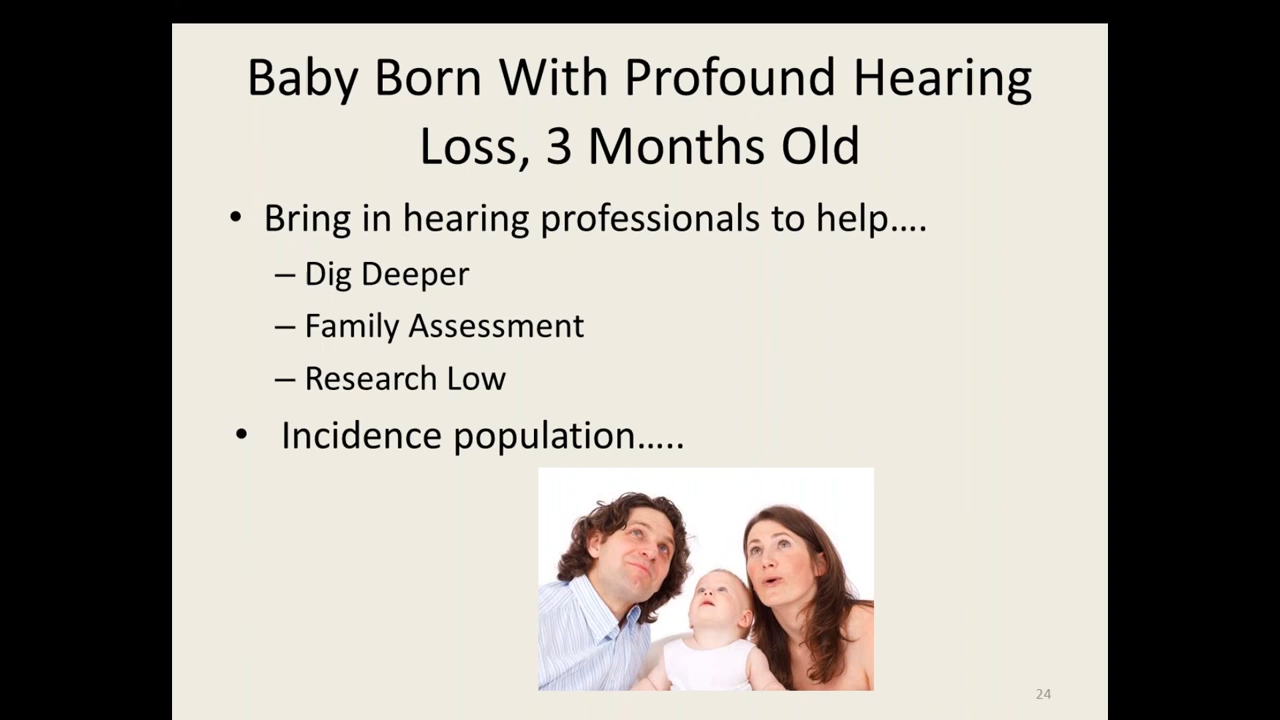 Baby Born With Profound Hearing
Loss, 3 Months Old
• Bring in hearing professionals to help….
– Dig Deeper
– Family Assessment
– Research Low
• Incidence population…..
24